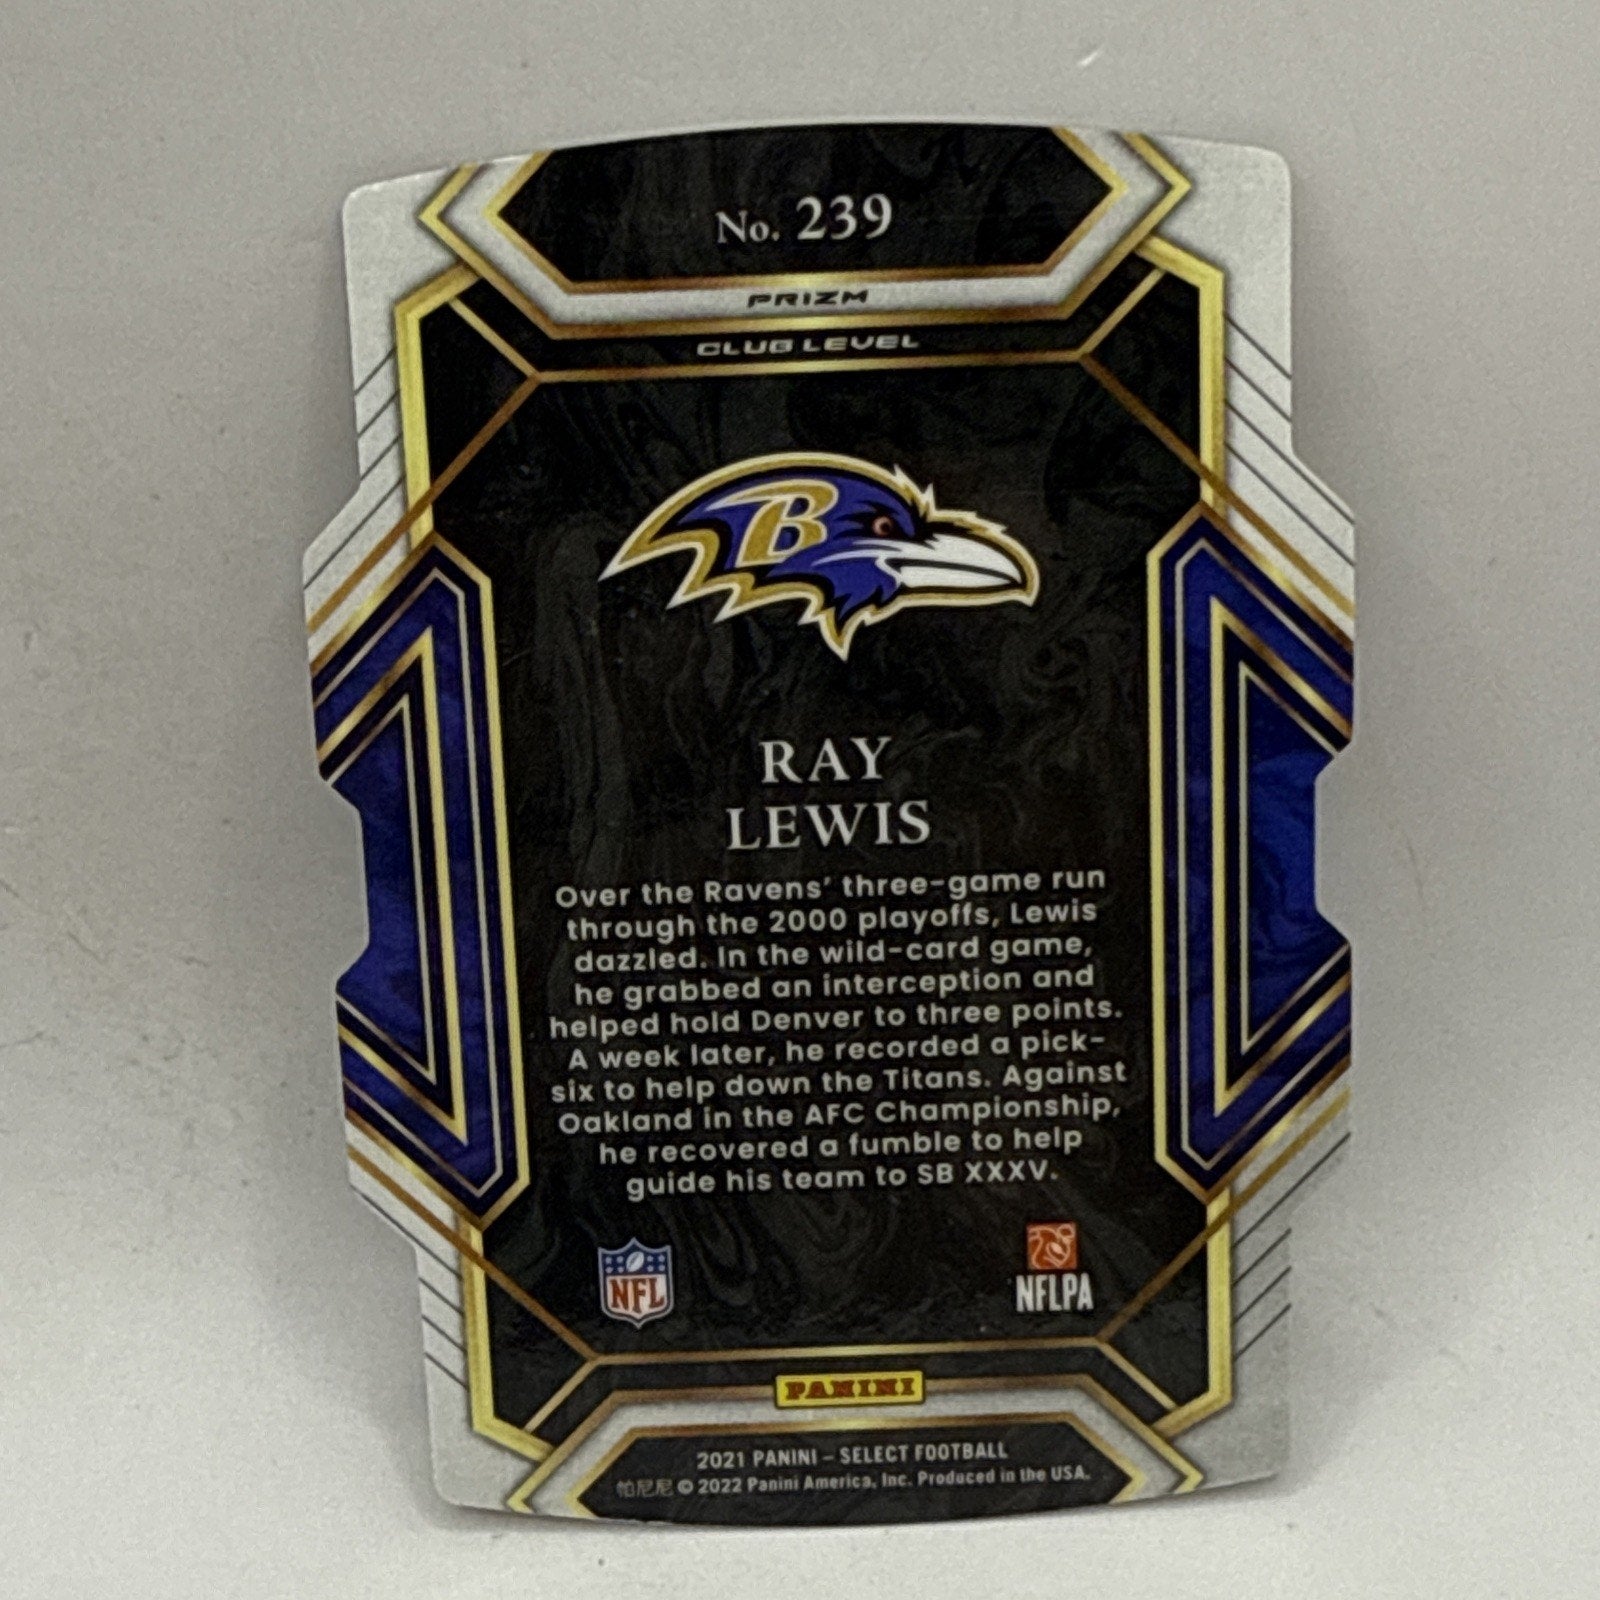 No. 239
PRIZM
CLUB LEVEL
B
RAY
LEWIS
Over the Ravens' three-game run
through the 2000 playoffs, Lewis
dazzled. In the wild-card game,
he grabbed an interception and
helped hold Denver to three points.
A week later, he recorded a pick-
six to help down the Titans. Against
Oakland in the AFC Championship,
he recovered a fumble to help
guide his team to SB XXXV.
NFL
NFLPA
PANINI
2021 PANINI – SELECT FOOTBALL
帕尼尼 © 2022 Panini America, Inc. Produced in the USA.